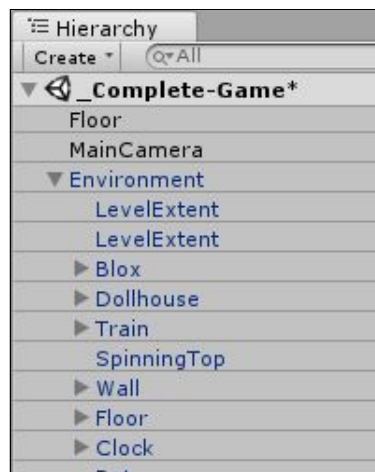 Hierarchy
Create All
_Complete-Game*
Floor
MainCamera
Environment
LevelExtent
LevelExtent
Blox
Dollhouse
Train
SpinningTop
Wall
Floor
Clock